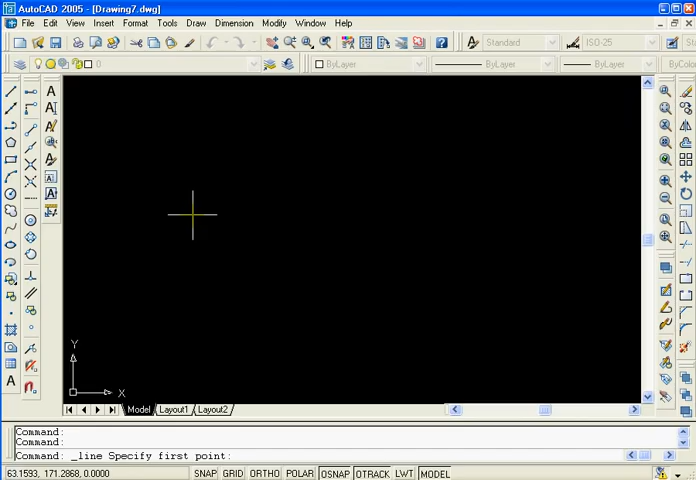 AutoCAD 2005 - [Drawing7.dwg]
File Edit View Insert Format Tools Draw Dimension Modify Window Help
Standard ISO-25
0 ByLayer ByLayer ByLayer ByColo
A
A
A
Y
X
Model Layout1 Layout2
Command:
Command:
Command: _line Specify first point:
63.1593, 171.2868, 0.0000 SNAP GRID ORTHO POLAR OSNAP OTRACK LWT MODEL